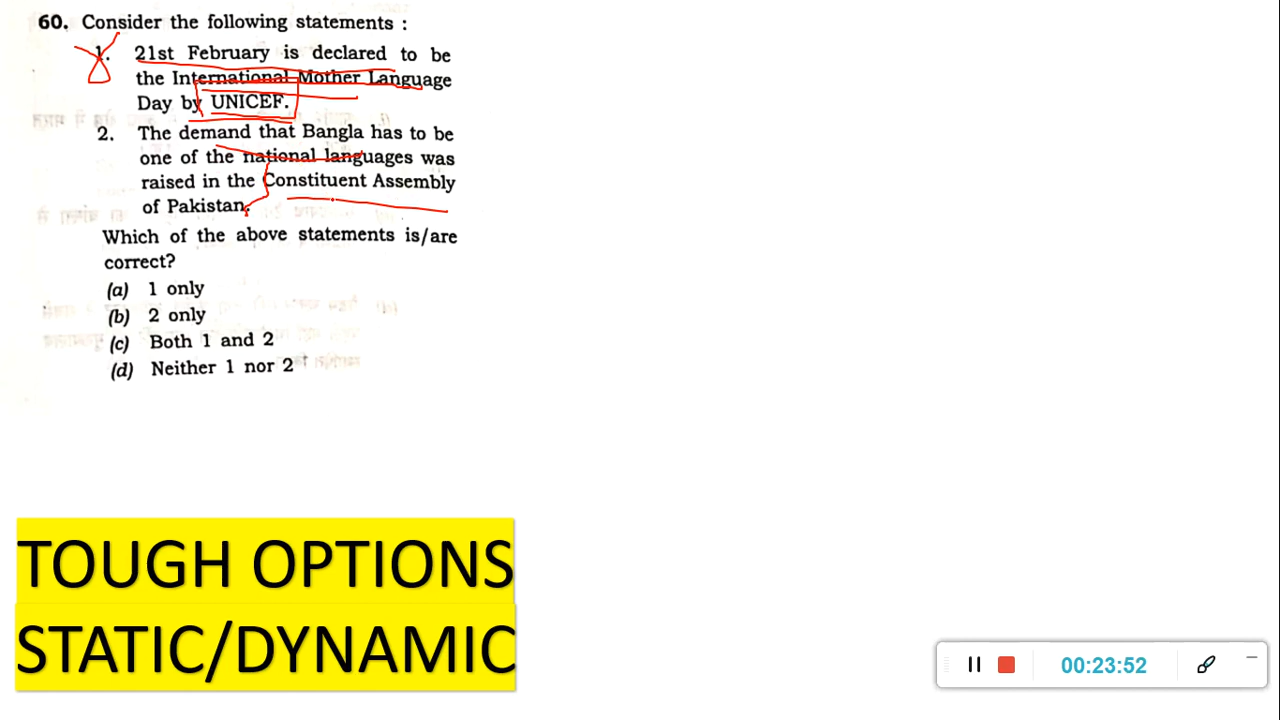 60. Consider the following statements :
1. 21st February is declared to be
the International Mother Language
Day by UNICEF.
2. The demand that Bangla has to be
one of the national languages was
raised in the Constituent Assembly
of Pakistan.
Which of the above statements is/are
correct?
(a) 1 only
(b) 2 only
(c) Both 1 and 2
(d) Neither 1 nor 2
TOUGH OPTIONS
STATIC/DYNAMIC
00:23:52